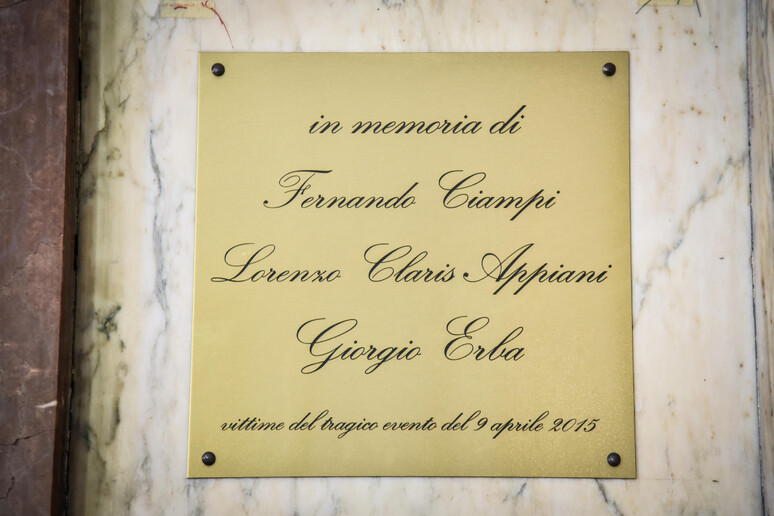 in memoria di
Fernando Ciampi
Lorenzo Claris Appiani
Giorgio Erba
vittime del tragico evento del 9 aprile 2015